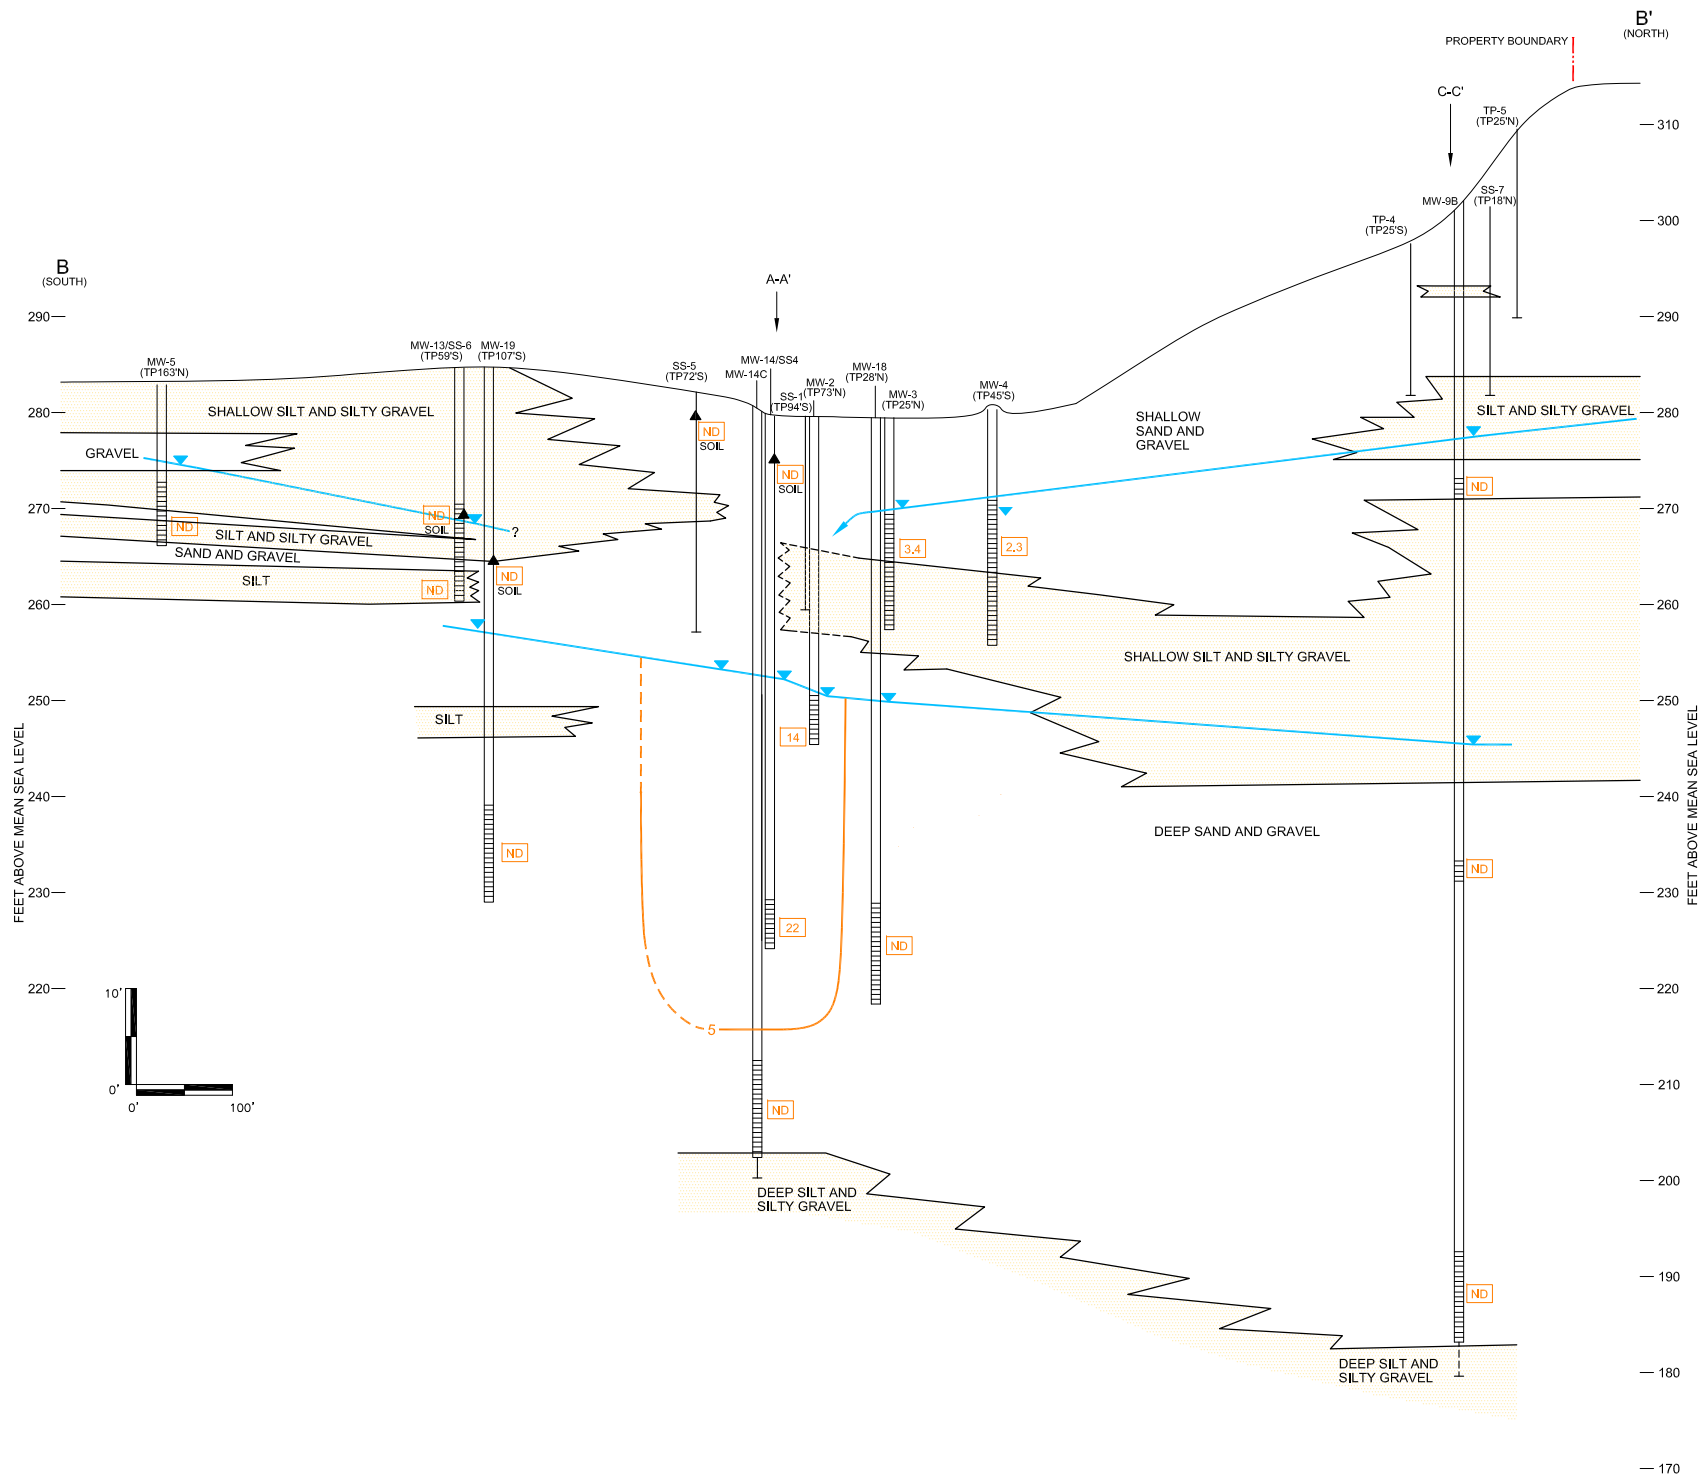 B'
(NORTH)
PROPERTY BOUNDARY
C-C'
TP-5
(TP25'N)
310
MW-9B
SS-7
(TP18'N)
TP-4
(TP25'S)
300
B
(SOUTH)
A-A'
290
290
MW-5
(TP163'N)
MW-13/SS-6
(TP59'S)
MW-19
(TP107'S)
SS-5
(TP72'S)
MW-14/SS4
MW-14C
SS-1
(TP94'S)
MW-2
(TP73'N)
MW-18
(TP28'N)
MW-3
(TP25'N)
MW-4
(TP45'S)
280
280
SHALLOW SILT AND SILTY GRAVEL
SHALLOW
SAND AND
GRAVEL
SILT AND SILTY GRAVEL
ND
SOIL
GRAVEL
ND
SOIL
ND
270
270
ND
ND
SOIL
?
SILT AND SILTY GRAVEL
SAND AND GRAVEL
3.4
2.3
SILT
ND
ND
SOIL
260
260
SHALLOW SILT AND SILTY GRAVEL
250
250
SILT
14
FEET ABOVE MEAN SEA LEVEL
FEET ABOVE MEAN SEA LEVEL
240
240
DEEP SAND AND GRAVEL
ND
ND
230
230
22
ND
220
220
10'
5
0'
0'
100'
210
ND
200
DEEP SILT AND
SILTY GRAVEL
190
ND
DEEP SILT AND
SILTY GRAVEL
180
170